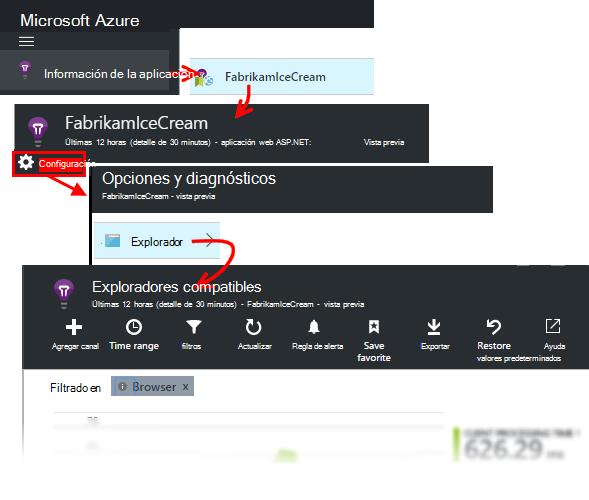 Microsoft Azure
Información de la aplicación
FabrikamIceCream
FabrikamIceCream
Últimas 12 horas (detalle de 30 minutos) - aplicación web ASP.NET:
Vista previa
Configuración
Opciones y diagnósticos
FabrikamIceCream - vista previa
Explorador
Exploradores compatibles
Últimas 12 horas (detalle de 30 minutos) - FabrikamIceCream - vista previa
Agregar canal
Time range
filtros
Actualizar
Regla de alerta
Save
favorite
Exportar
Restore
valores predeterminados
Ayuda
Filtrado en
Browser x
75
CLIENT PROCESSING TIME
626.29 ms